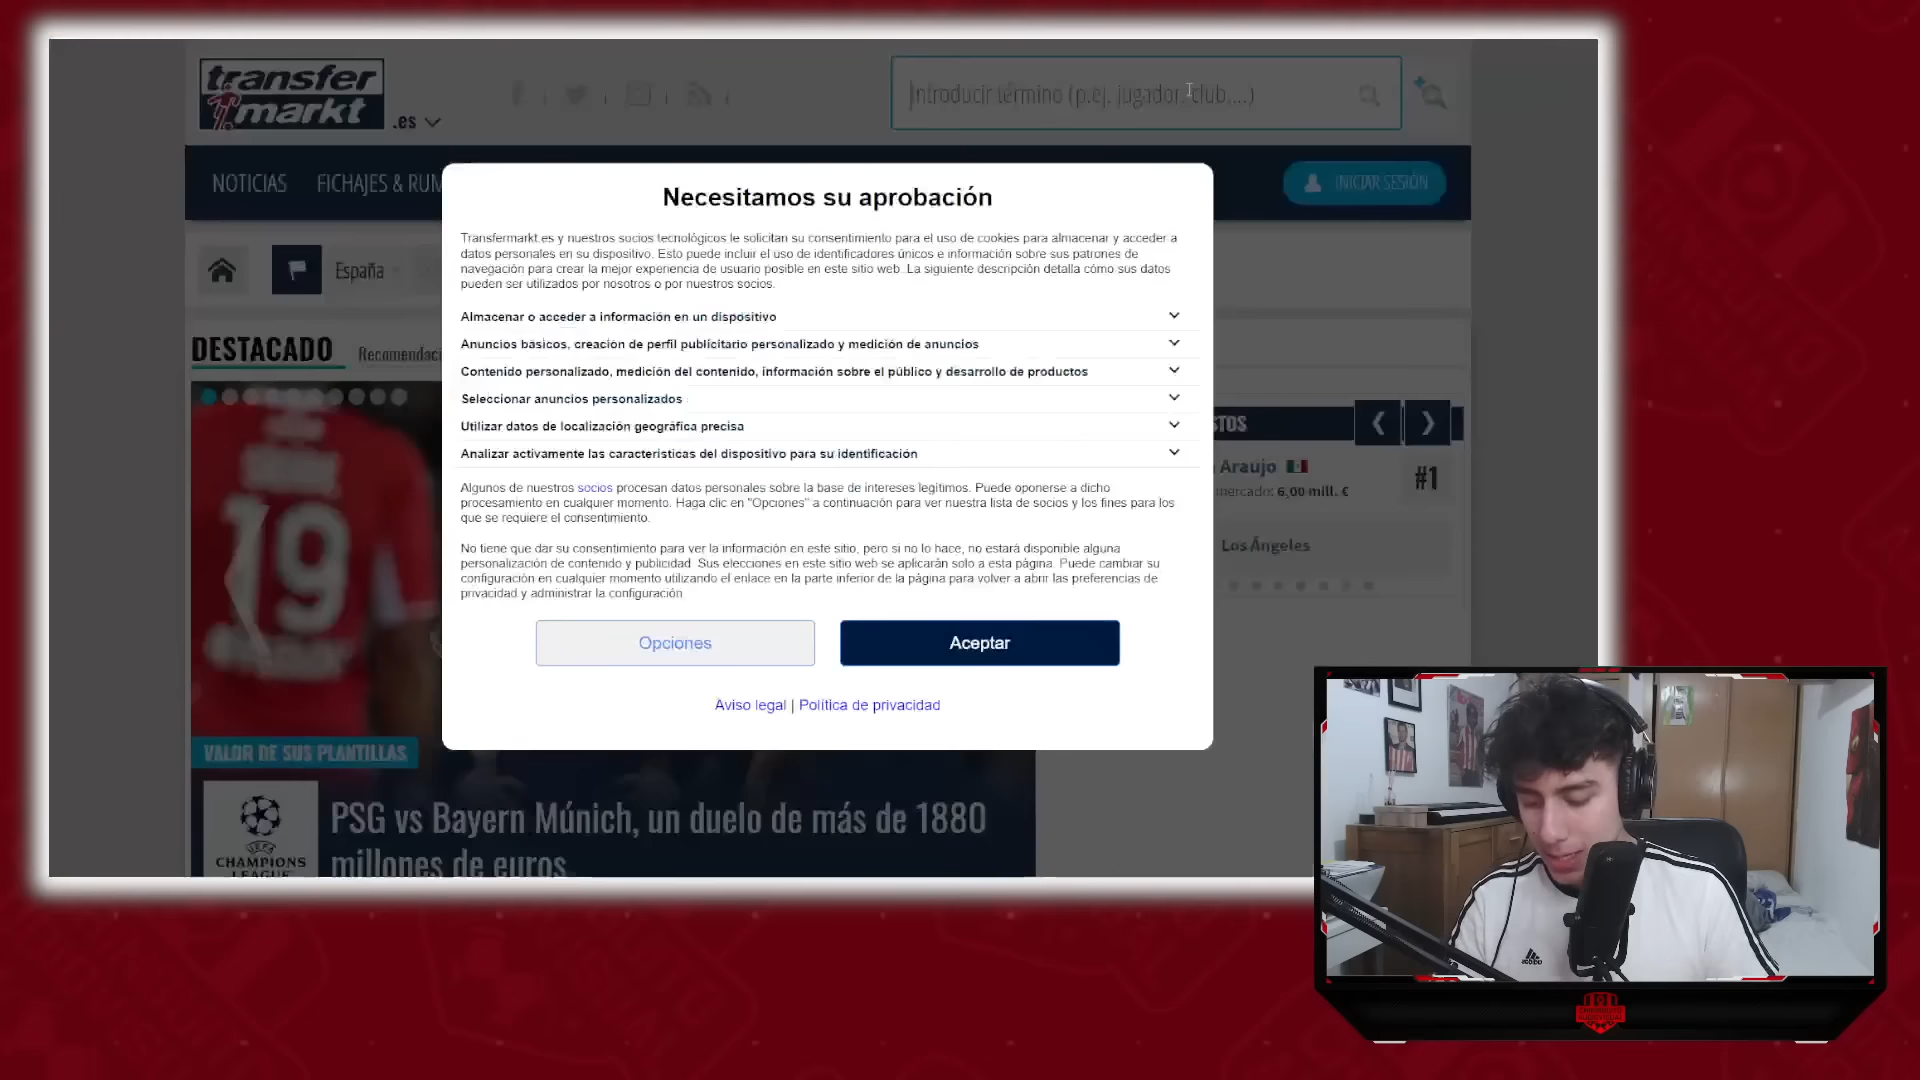 transfer
markt
.es
Introducir término (p.ej. jugador, club,...)
NOTICIAS
FICHAJES & RUM
INICIAR SESIÓN
España
DESTACADO
Recomendaci
Necesitamos su aprobación
Transfermarkt.es y nuestros socios tecnológicos le solicitan su consentimiento para el uso de cookies para almacenar y acceder a
datos personales en su dispositivo. Esto puede incluir el uso de identificadores únicos e información sobre sus patrones de
navegación para crear la mejor experiencia de usuario posible en este sitio web. La siguiente descripción detalla cómo sus datos
pueden ser utilizados por nosotros o por nuestros socios.
Almacenar o acceder a información en un dispositivo
Anuncios básicos, creación de perfil publicitario personalizado y medición de anuncios
Contenido personalizado, medición del contenido, información sobre el público y desarrollo de productos
Seleccionar anuncios personalizados
Utilizar datos de localización geográfica precisa
Analizar activamente las características del dispositivo para su identificación
Algunos de nuestros socios procesan datos personales sobre la base de intereses legítimos. Puede oponerse a dicho
procesamiento en cualquier momento. Haga clic en "Opciones" a continuación para ver nuestra lista de socios y los fines para los
que se requiere el consentimiento.
No tiene que dar su consentimiento para ver la información en este sitio, pero si no lo hace, no estará disponible alguna
personalización de contenido y publicidad. Sus elecciones en este sitio web se aplicarán solo a esta página. Puede cambiar su
configuración en cualquier momento utilizando el enlace en la parte inferior de la página para volver a abrir las preferencias de
privacidad y administrar la configuración
Opciones
Aceptar
Aviso legal | Política de privacidad
TOS
Araujo
#1
mercado: 6,00 mill. €
Los Ángeles
19
VALOR DE SUS PLANTILLAS
UEFA
CHAMPIONS
LEAGUE
PSG vs Bayern Múnich, un duelo de más de 1880
millones de euros
adidas